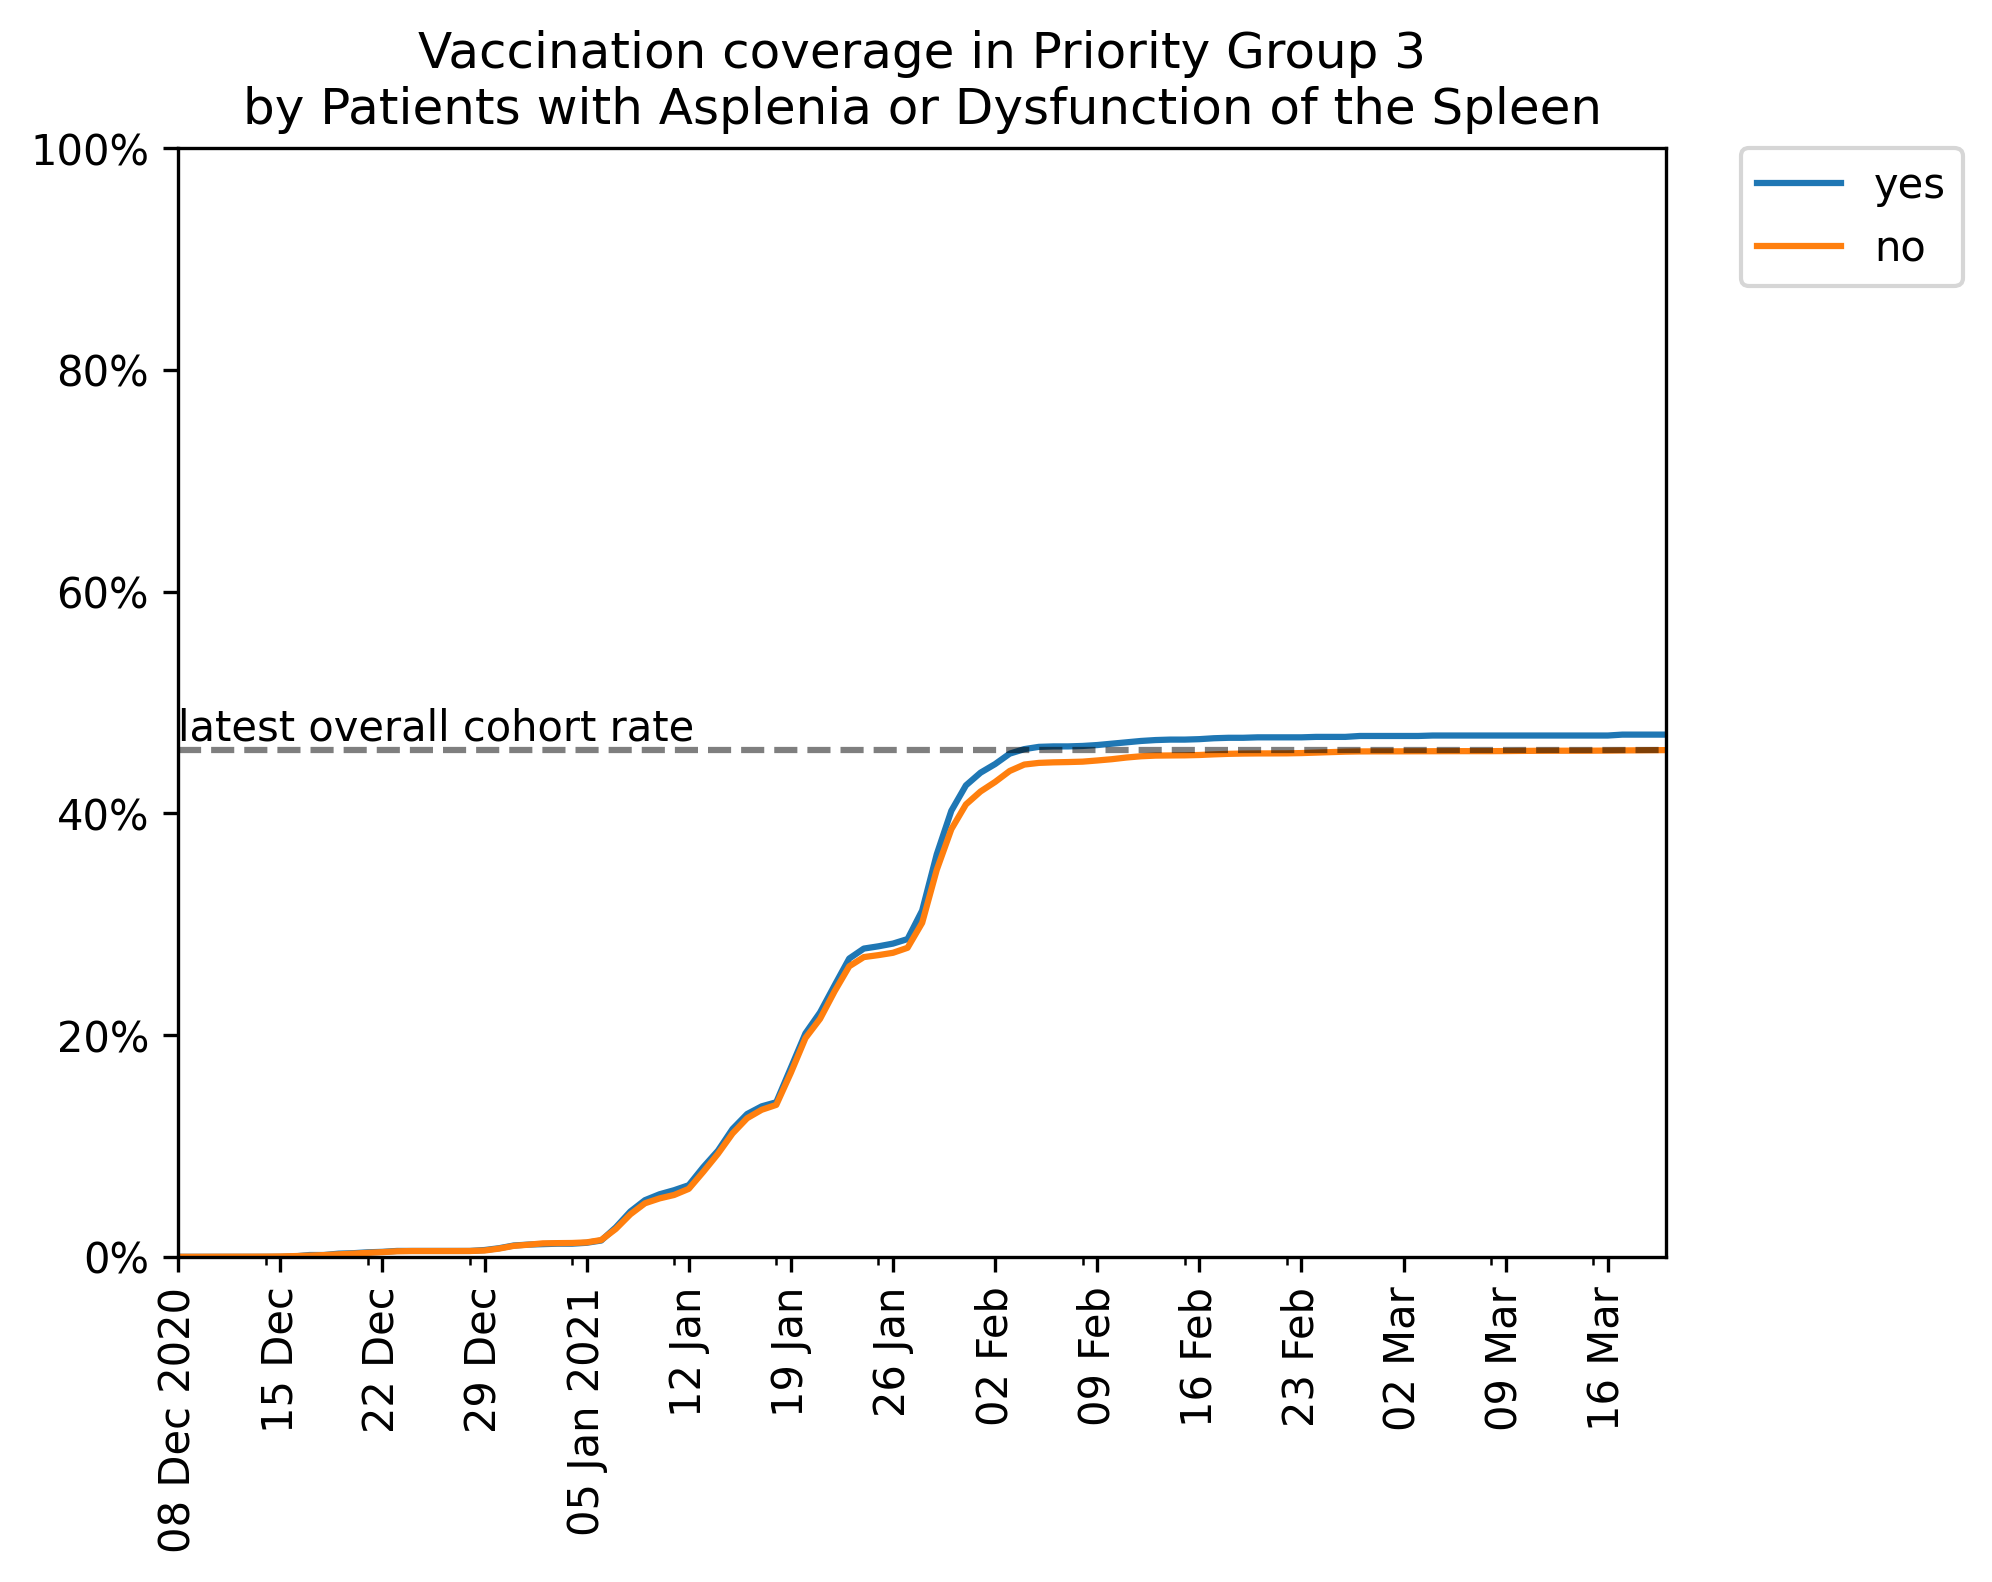 Vaccination coverage in Priority Group 3
by Patients with Asplenia or Dysfunction of the Spleen
100%
80%
60%
40%
20%
0%
latest overall cohort rate
yes
no
08 Dec 2020
15 Dec
22 Dec
29 Dec
05 Jan 2021
12 Jan
19 Jan
26 Jan
02 Feb
09 Feb
16 Feb
23 Feb
02 Mar
09 Mar
16 Mar